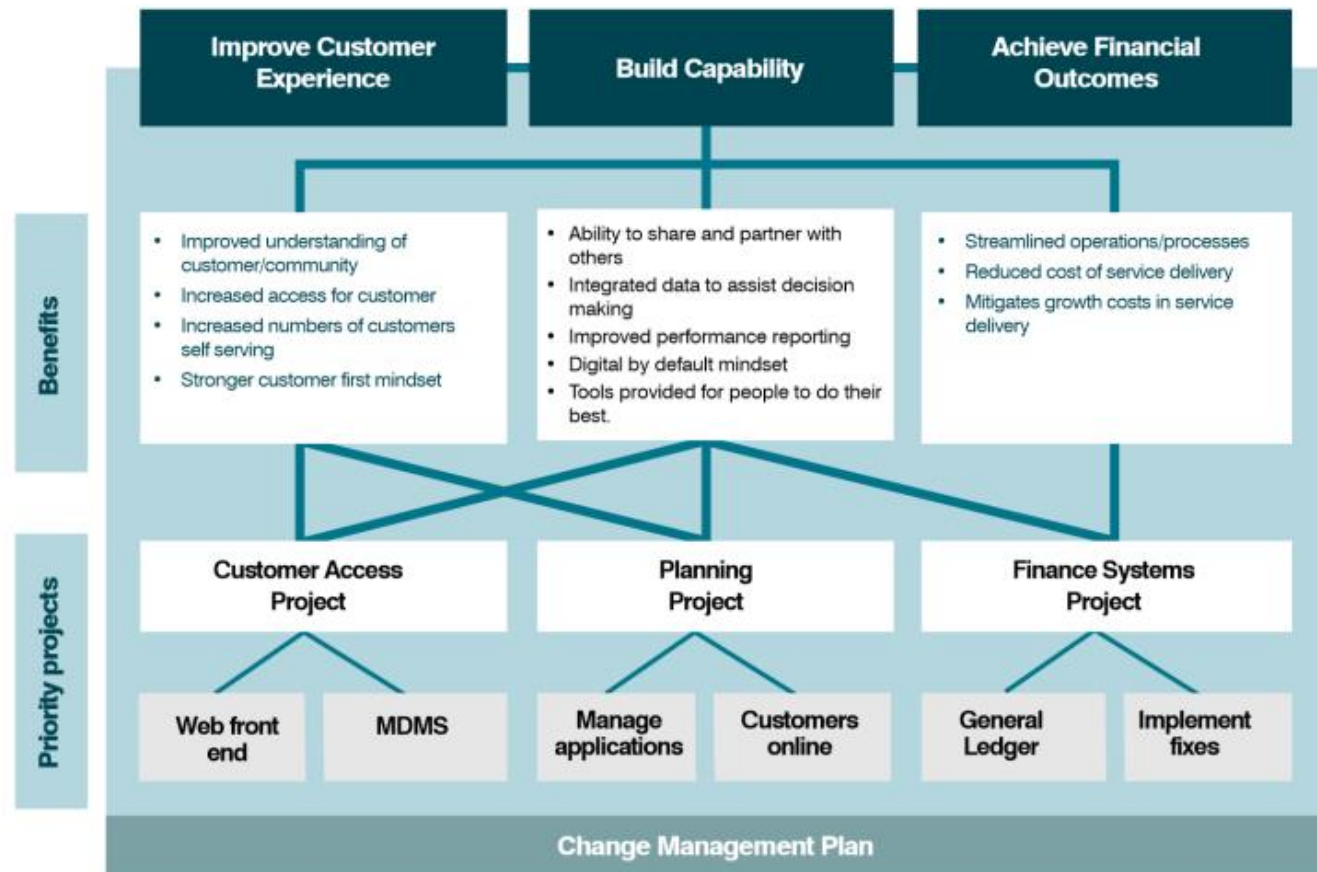 Improve Customer
Experience
Build Capability
Achieve Financial
Outcomes
Benefits
• Improved understanding of
customer/community
• Increased access for customer
• Increased numbers of customers
self serving
• Stronger customer first mindset
• Ability to share and partner with
others
• Integrated data to assist decision
making
• Improved performance reporting
• Digital by default mindset
• Tools provided for people to do their
best.
• Streamlined operations/processes
• Reduced cost of service delivery
• Mitigates growth costs in service
delivery
Priority projects
Customer Access
Project
Planning
Project
Finance Systems
Project
Web front
end
MDMS
Manage
applications
Customers
online
General
Ledger
Implement
fixes
Change Management Plan